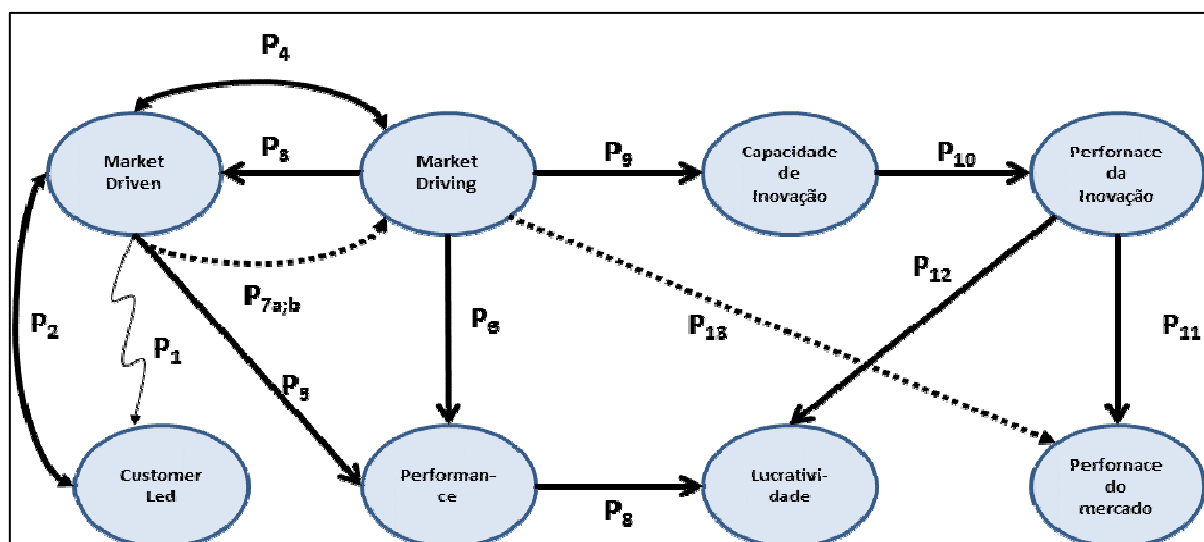 P4
Market
Driven
P3
Market
Driving
P9
Capacidade
de
Inovação
P10
Perfornace
da
Inovação
P2
P1
P7a;b
P5
P6
P13
P12
P11
Customer
Led
Performan-
ce
P8
Lucrativi-
dade
Perfornace
do
mercado